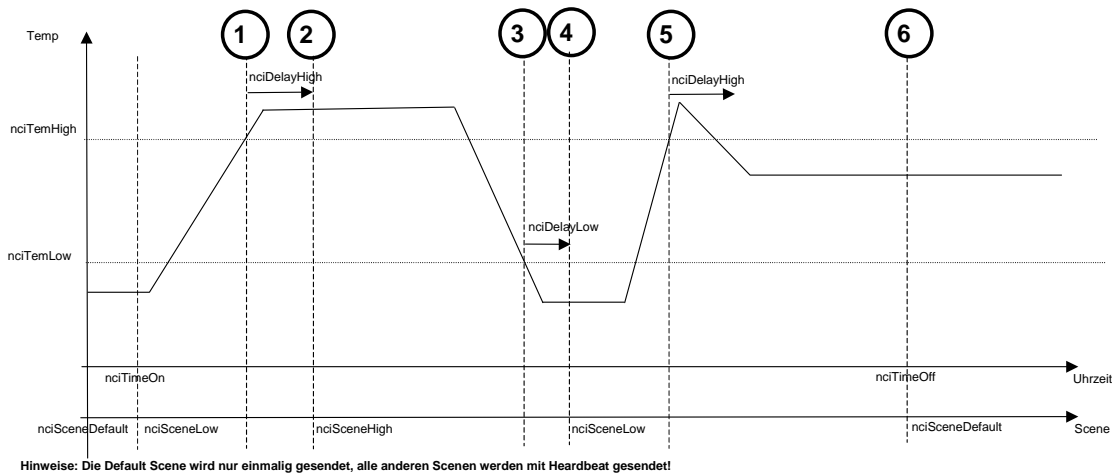 1 2 3 4 5 6
Temp
nciDelayHigh nciDelayHigh
nciTemHigh
nciDelayLow
nciTemLow
nciTimeOn nciTimeOff Uhrzeit
nciSceneDefault nciSceneLow nciSceneHigh nciSceneLow nciSceneDefault Scene
Hinweise: Die Default Scene wird nur einmalig gesendet, alle anderen Scenen werden mit Heardbeat gesendet!